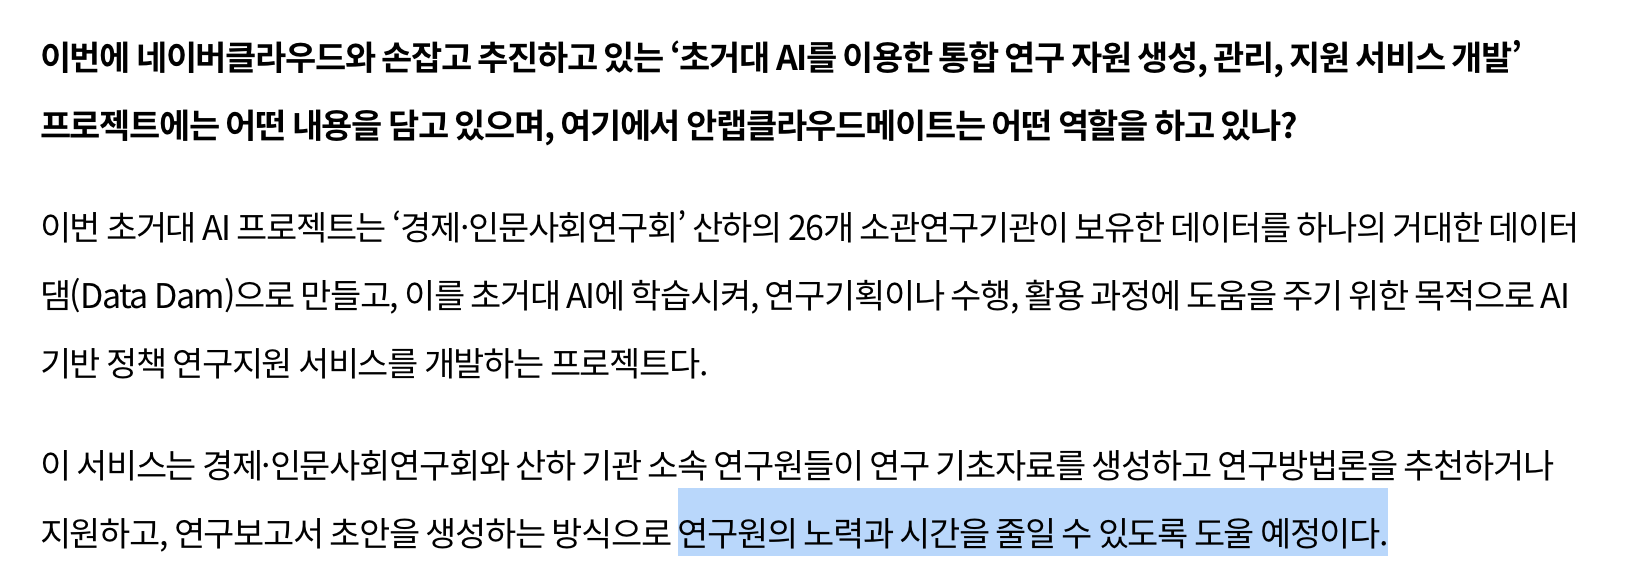 이번에 네이버클라우드와 손잡고 추진하고 있는 ‘초거대 AI를 이용한 통합 연구 자원 생성, 관리, 지원 서비스 개발’
프로젝트에는 어떤 내용을 담고 있으며, 여기에서 안랩클라우드메이트는 어떤 역할을 하고 있나?
이번 초거대 AI 프로젝트는 ‘경제·인문사회연구회’ 산하의 26개 소관연구기관이 보유한 데이터를 하나의 거대한 데이터
댐(Data Dam)으로 만들고, 이를 초거대 AI에 학습시켜, 연구기획이나 수행, 활용 과정에 도움을 주기 위한 목적으로 AI
기반 정책 연구지원 서비스를 개발하는 프로젝트다.
이 서비스는 경제·인문사회연구회와 산하 기관 소속 연구원들이 연구 기초자료를 생성하고 연구방법론을 추천하거나
지원하고, 연구보고서 초안을 생성하는 방식으로 연구원의 노력과 시간을 줄일 수 있도록 도울 예정이다.